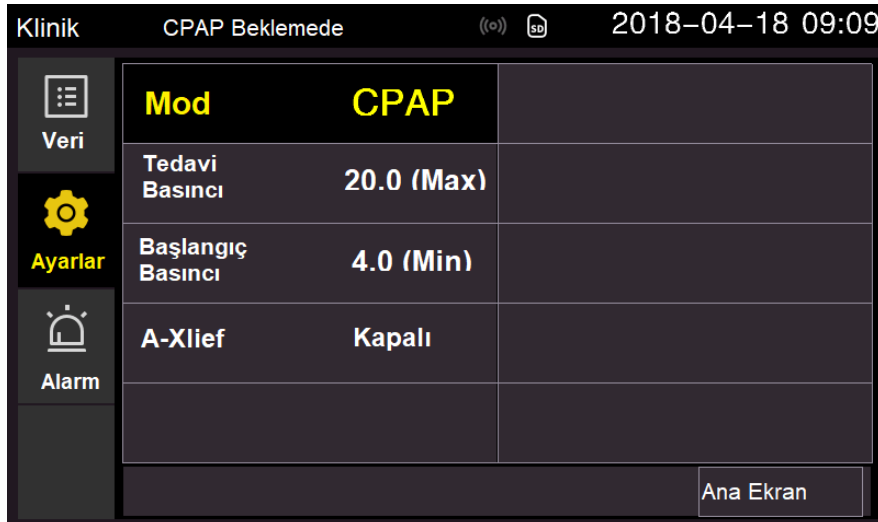 Klinik CPAP Beklemede SD 2018-04-18 09:09
Veri
Ayarlar
Alarm
Mod CPAP
Tedavi
Basıncı 20.0 (Max)
Başlangıç
Basıncı 4.0 (Min)
A-Xlief Kapalı
Ana Ekran